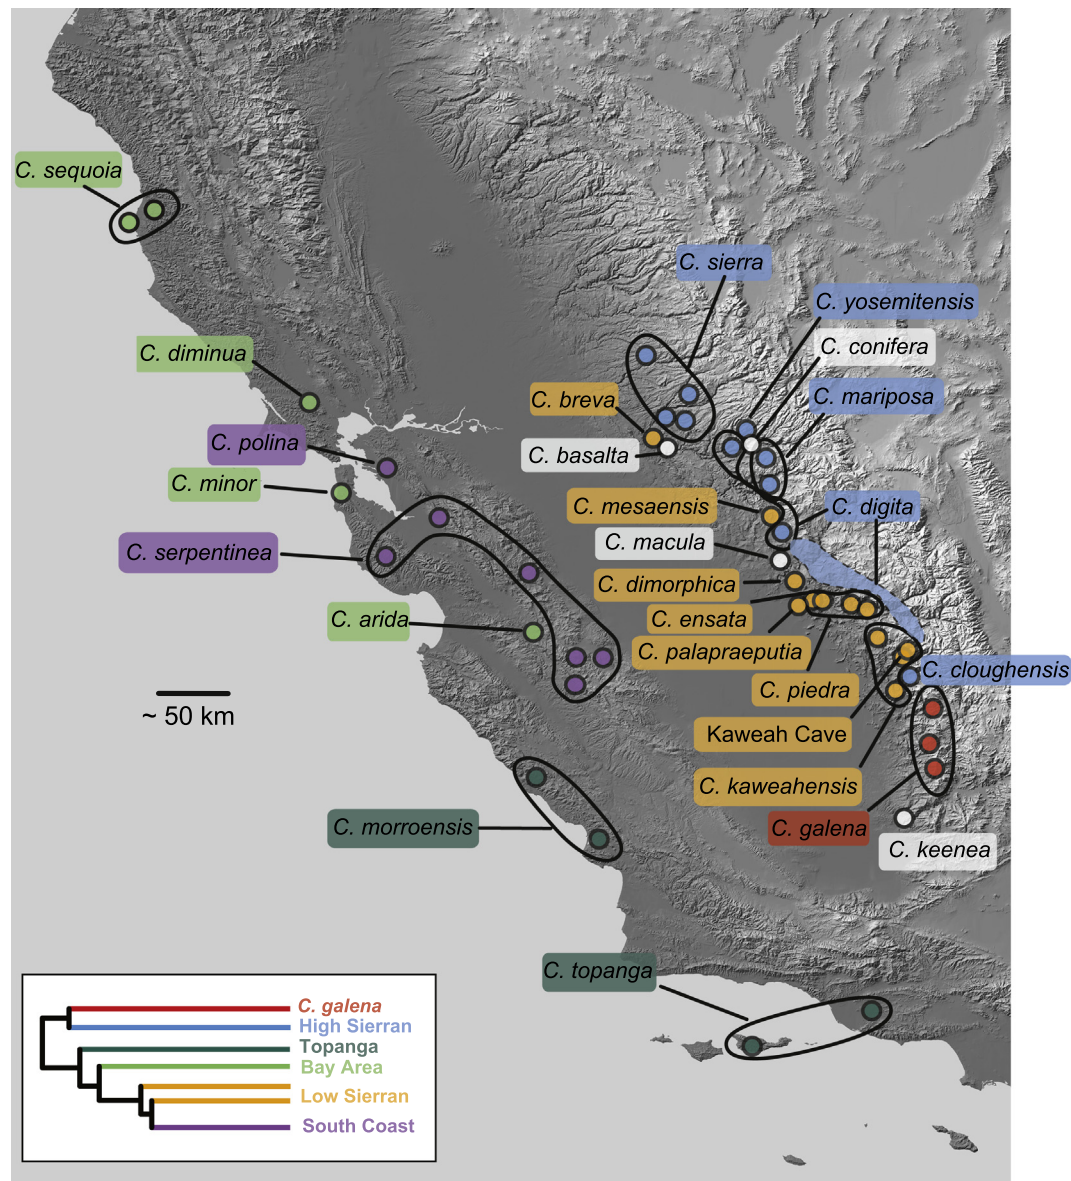 C. sequoia
C. sierra
C. yosemitensis
C. conifera
C. diminua
C. mariposa
C. breva
C. polina
C. basalta
C. minor
C. mesaensis
C. digita
C. macula
C. serpentinea
C. dimorphica
C. arida
C. ensata
C. palapraeputia
C. cloughensis
C. piedra
~ 50 km
Kaweah Cave
C. kaweahensis
C. morroensis
C. galena
C. keenea
C. topanga
C. galena
High Sierran
Topanga
Bay Area
Low Sierran
South Coast